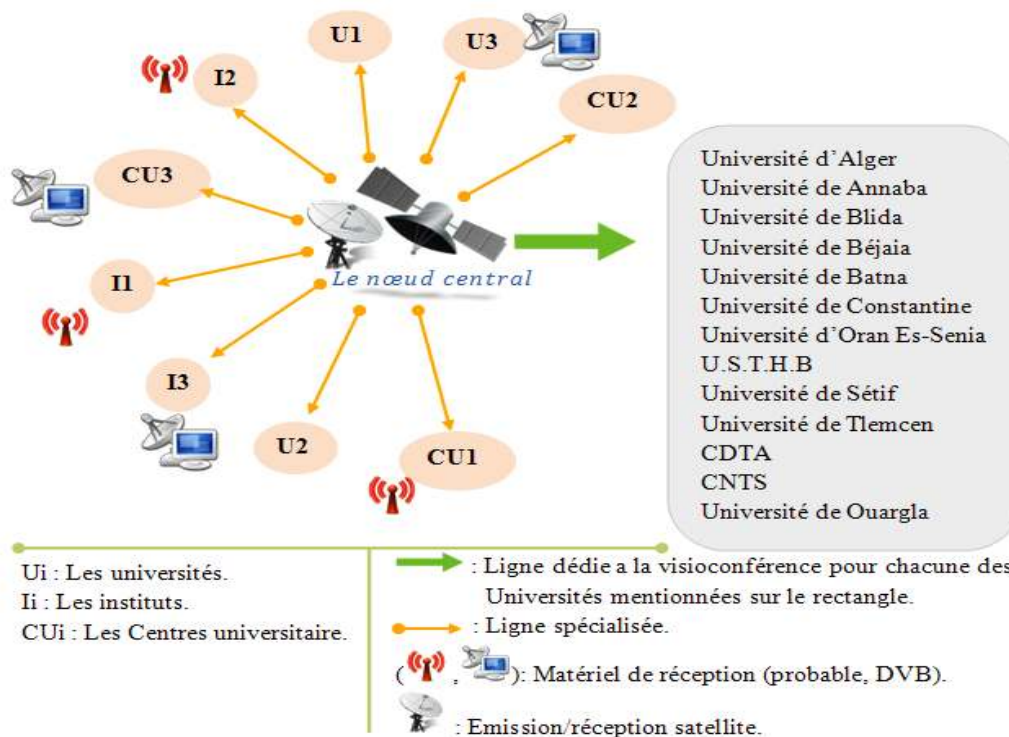 U1
U3
I2
CU2
CU3
I1
Le nœud central
I3
U2
CU1
Université d’Alger
Université de Annaba
Université de Blida
Université de Béjaia
Université de Batna
Université de Constantine
Université d’Oran Es-Senia
U.S.T.H.B
Université de Sétif
Université de Tlemcen
CDTA
CNTS
Université de Ouargla
Ui : Les universités.
Ii : Les instituts.
CUi : Les Centres universitaire.
: Ligne dédie a la visioconférence pour chacune des
Universités mentionnées sur le rectangle.
: Ligne spécialisée.
( , ): Matériel de réception (probable, DVB).
: Emission/réception satellite.